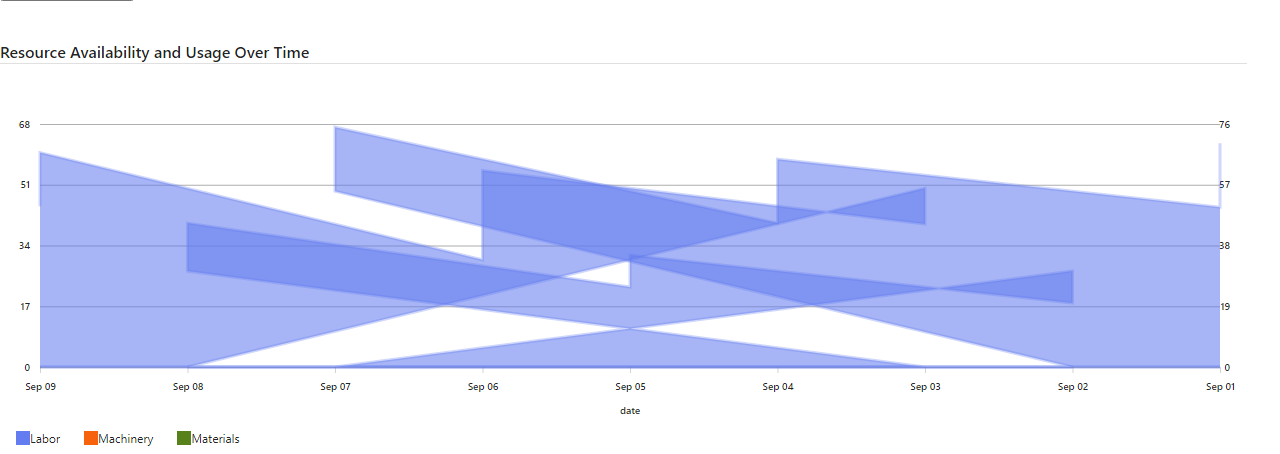 Resource Availability and Usage Over Time
68 76
51 57
34 38
17 19
0 0
Sep 09 Sep 08 Sep 07 Sep 06 Sep 05 Sep 04 Sep 03 Sep 02 Sep 01
date
Labor Machinery Materials